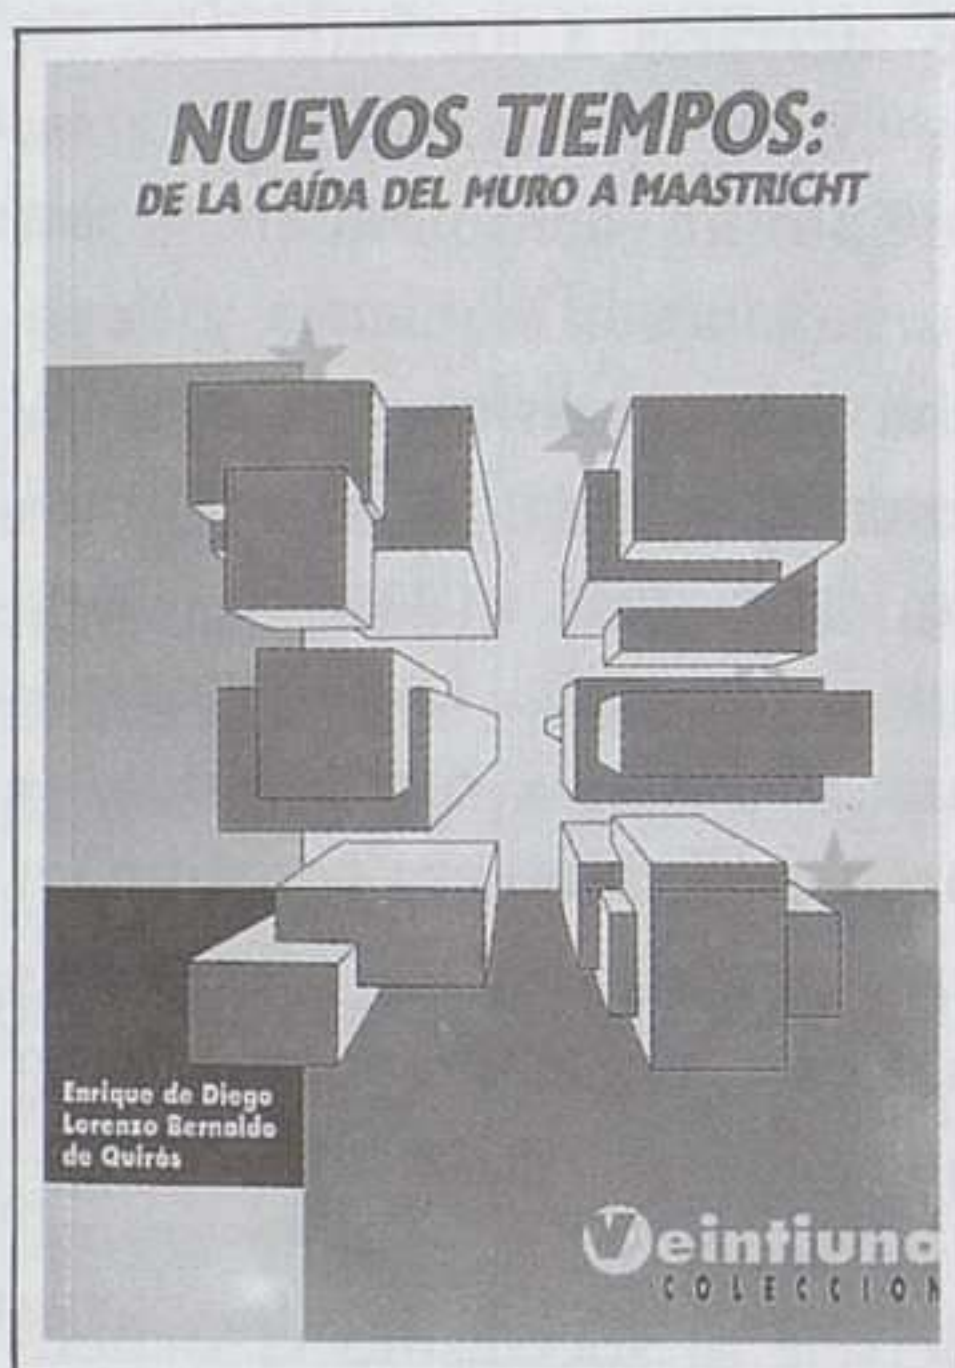 NUEVOS TIEMPOS:
DE LA CAÍDA DEL MURO A MAASTRICHT
Enrique de Diego
Lorenzo Bernaldo
de Quirós
Veintiuno
COLECCION